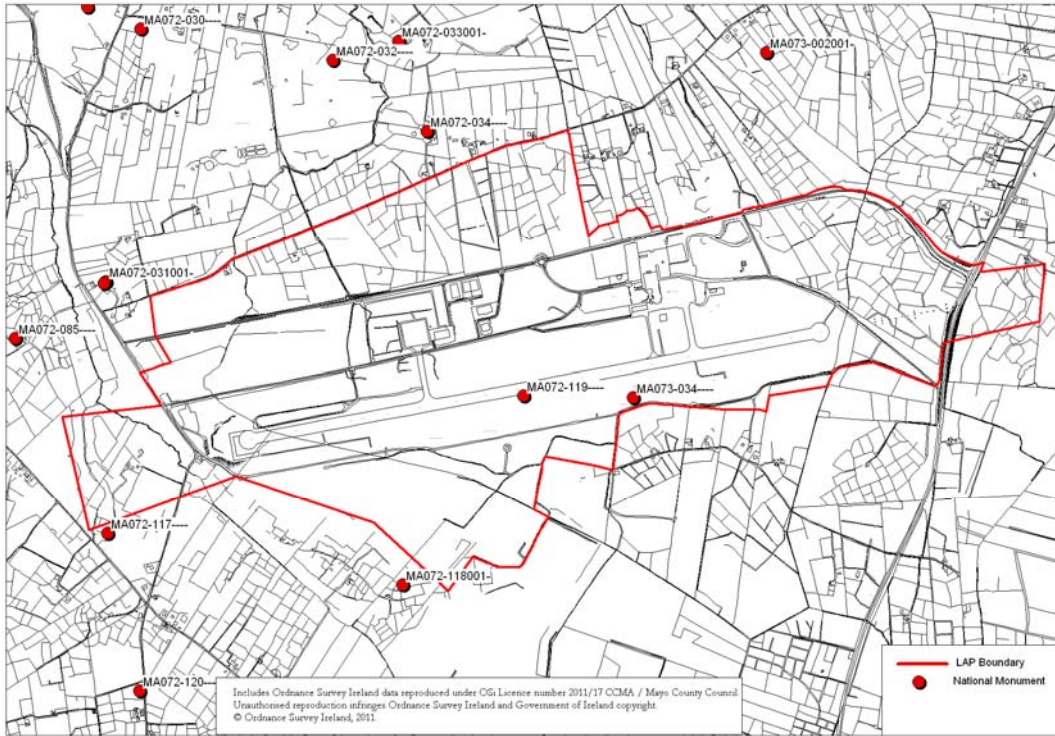 MA072-030----
MA072-033001-
MA072-032----
MA073-002001-
MA072-034----
MA072-031001-
MA072-085----
MA072-119----
MA073-034----
MA072-117----
MA072-118001-
MA072-120----
LAP Boundary
National Monument
Includes Ordnance Survey Ireland data reproduced under OSi Licence number 2011/17 CCMA / Mayo County Council.
Unauthorised reproduction infringes Ordnance Survey Ireland and Government of Ireland copyright.
© Ordnance Survey Ireland, 2011.